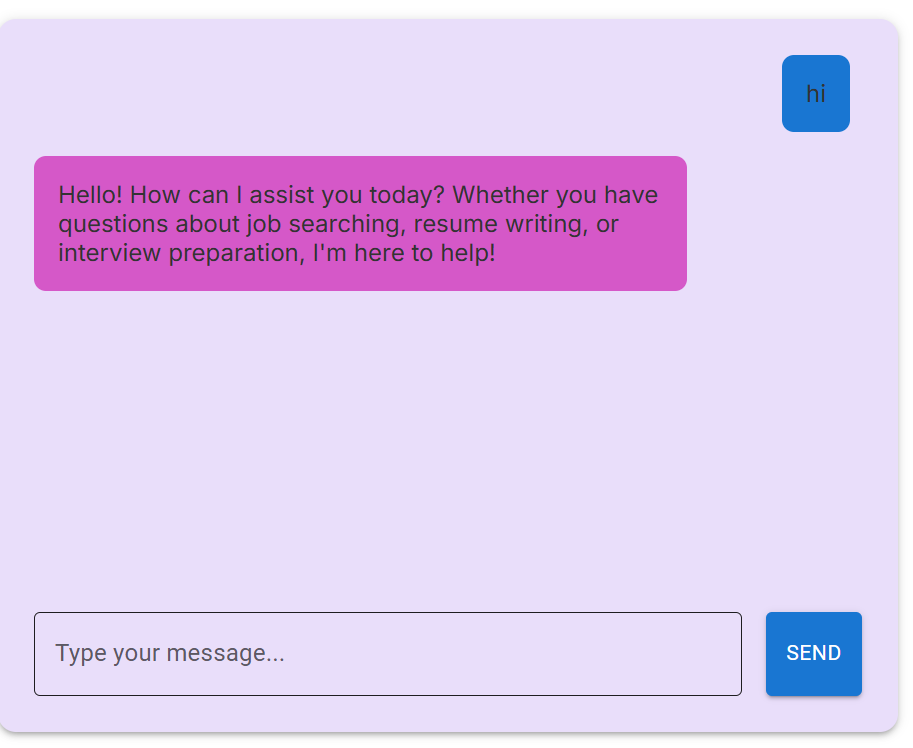 hi
Hello! How can I assist you today? Whether you have
questions about job searching, resume writing, or
interview preparation, I'm here to help!
Type your message...
SEND